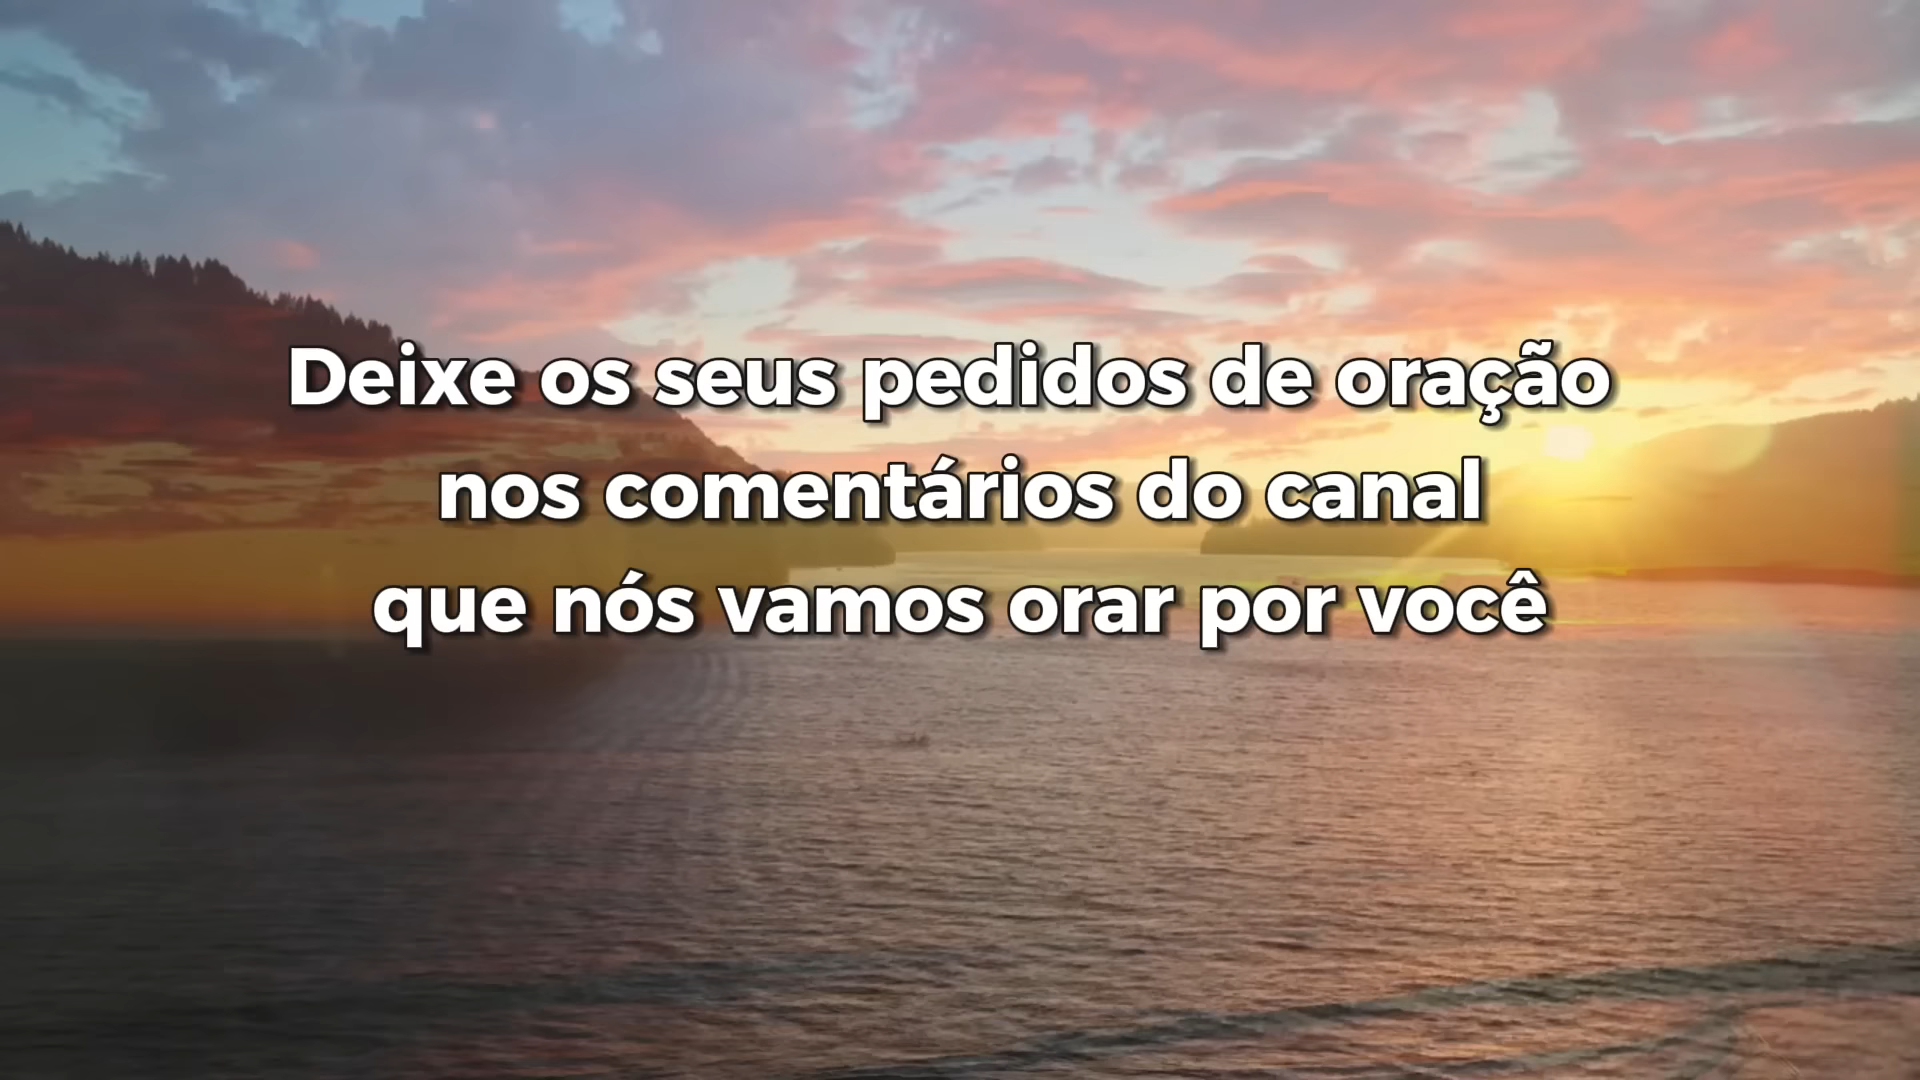 Deixe os seus pedidos de oração
nos comentários do canal
que nós vamos orar por você